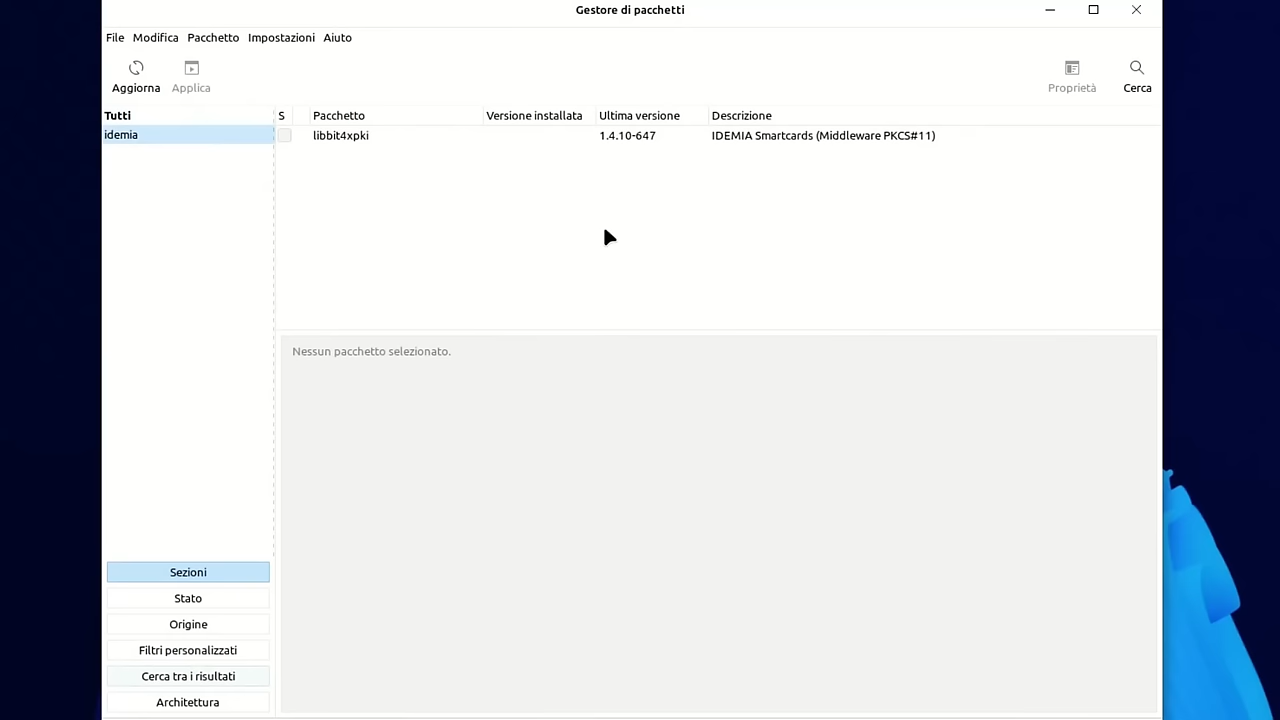 Gestore di pacchetti
File Modifica Pacchetto Impostazioni Aiuto
Aggiorna Applica Proprietà Cerca
Tutti
idemia
S Pacchetto Versione installata Ultima versione Descrizione
libbit4xpki 1.4.10-647 IDEMIA Smartcards (Middleware PKCS#11)
Nessun pacchetto selezionato.
Sezioni
Stato
Origine
Filtri personalizzati
Cerca tra i risultati
Architettura